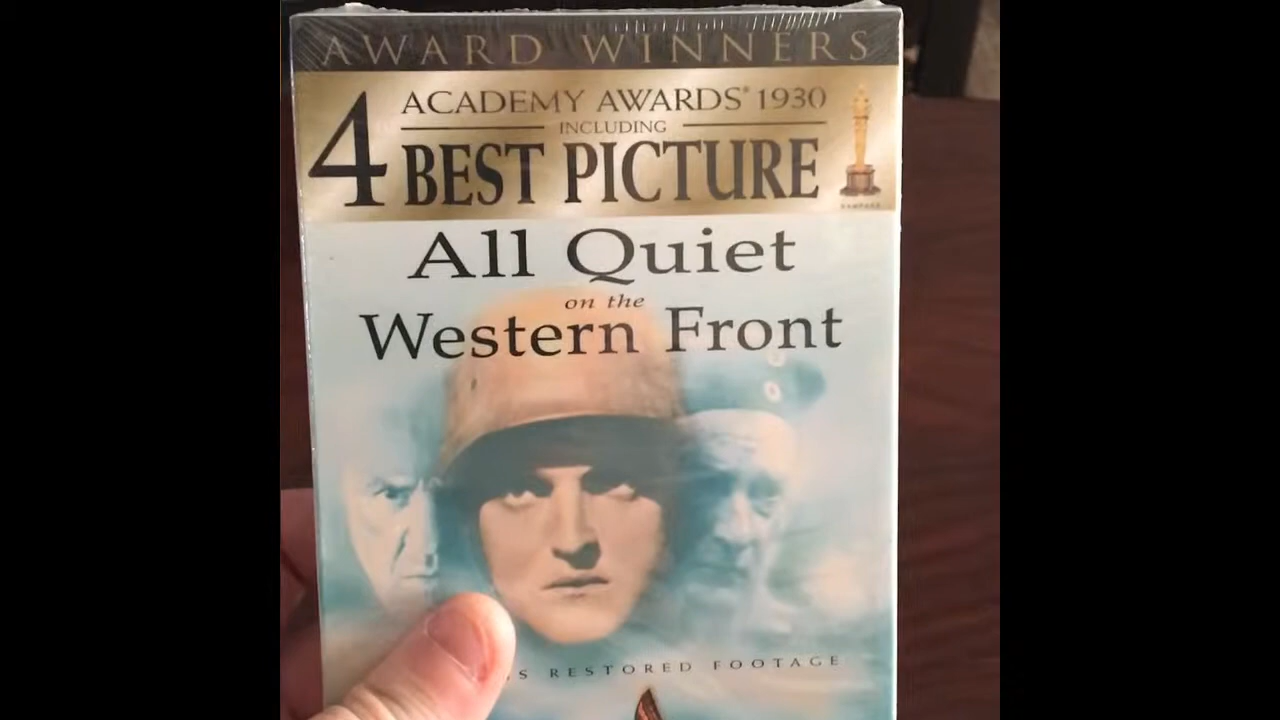 AWARD WINNERS
4 ACADEMY AWARDS® 1930
INCLUDING
BEST PICTURE
All Quiet
on the
Western Front
RESTORED FOOTAGE